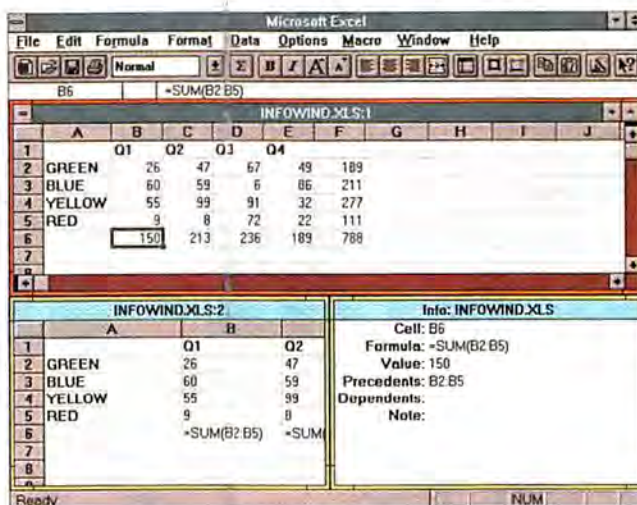 Microsoft Excel
File Edit Formula Format Data Options Macro Window Help
Normal Σ B I A A
B6 =SUM(B2:B5)
INFOWIND.XLS:1
A B C D E F G H I J
1 Q1 Q2 Q3 Q4
2 GREEN 26 47 67 49 189
3 BLUE 60 59 6 86 211
4 YELLOW 55 99 91 32 277
5 RED 9 8 72 22 111
6 150 213 236 189 788
7
8
INFOWIND.XLS:2
A B
1 Q1 Q2
2 GREEN 26 47
3 BLUE 60 59
4 YELLOW 55 99
5 RED 9 8
6 =SUM(B2:B5) =SUM(
7
8
9
Info: INFOWIND.XLS
Cell: B6
Formula: =SUM(B2:B5)
Value: 150
Precedents: B2:B5
Dependents:
Note:
Ready NUM